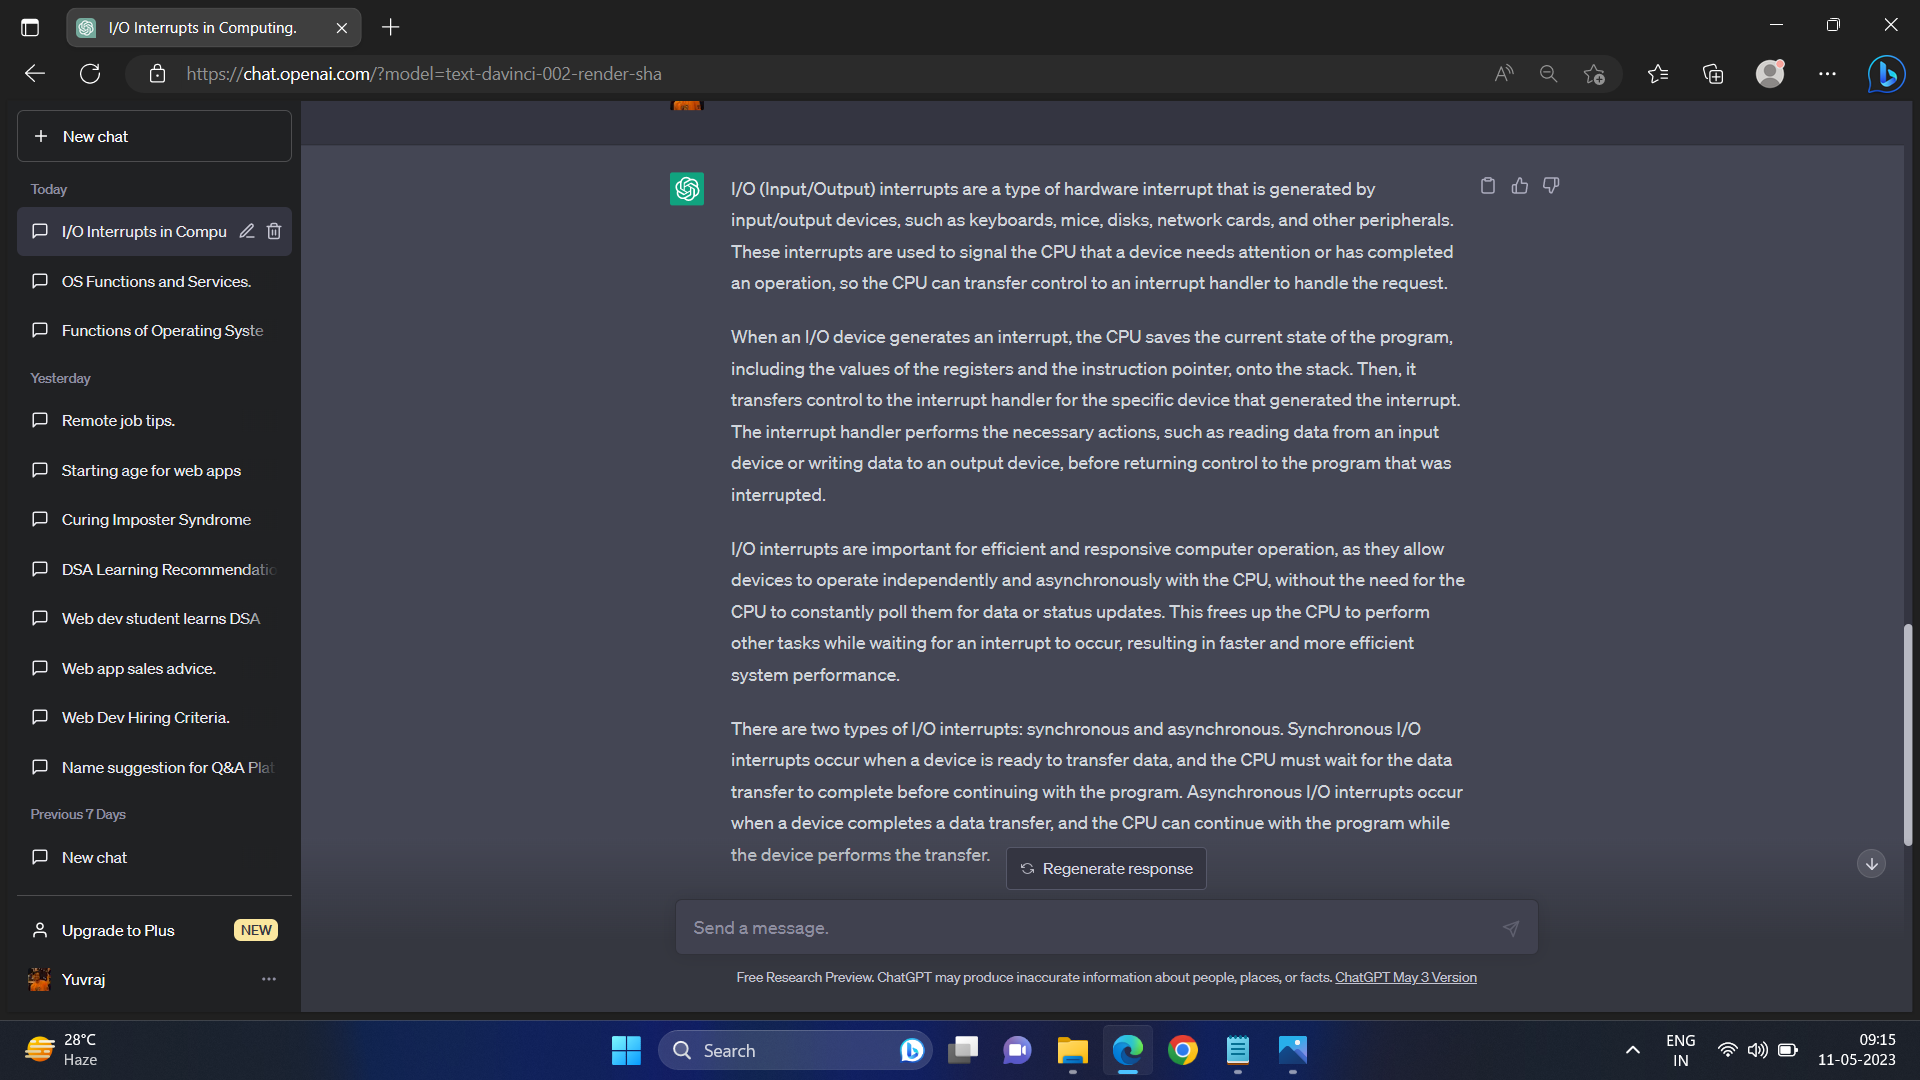 I/O Interrupts in Computing.
https://chat.openai.com/?model=text-davinci-002-render-sha
New chat
Today
I/O Interrupts in Compu
OS Functions and Services.
Functions of Operating Syste
Yesterday
Remote job tips.
Starting age for web apps
Curing Imposter Syndrome
DSA Learning Recommendatio
Web dev student learns DSA
Web app sales advice.
Web Dev Hiring Criteria.
Name suggestion for Q&A Plat
Previous 7 Days
New chat
Upgrade to Plus NEW
Yuvraj
I/O (Input/Output) interrupts are a type of hardware interrupt that is generated by
input/output devices, such as keyboards, mice, disks, network cards, and other peripherals.
These interrupts are used to signal the CPU that a device needs attention or has completed
an operation, so the CPU can transfer control to an interrupt handler to handle the request.
When an I/O device generates an interrupt, the CPU saves the current state of the program,
including the values of the registers and the instruction pointer, onto the stack. Then, it
transfers control to the interrupt handler for the specific device that generated the interrupt.
The interrupt handler performs the necessary actions, such as reading data from an input
device or writing data to an output device, before returning control to the program that was
interrupted.
I/O interrupts are important for efficient and responsive computer operation, as they allow
devices to operate independently and asynchronously with the CPU, without the need for the
CPU to constantly poll them for data or status updates. This frees up the CPU to perform
other tasks while waiting for an interrupt to occur, resulting in faster and more efficient
system performance.
There are two types of I/O interrupts: synchronous and asynchronous. Synchronous I/O
interrupts occur when a device is ready to transfer data, and the CPU must wait for the data
transfer to complete before continuing with the program. Asynchronous I/O interrupts occur
when a device completes a data transfer, and the CPU can continue with the program while
the device performs the transfer.
Regenerate response
Send a message.
Free Research Preview. ChatGPT may produce inaccurate information about people, places, or facts. ChatGPT May 3 Version
28°C
Haze
Search
ENG
IN
09:15
11-05-2023